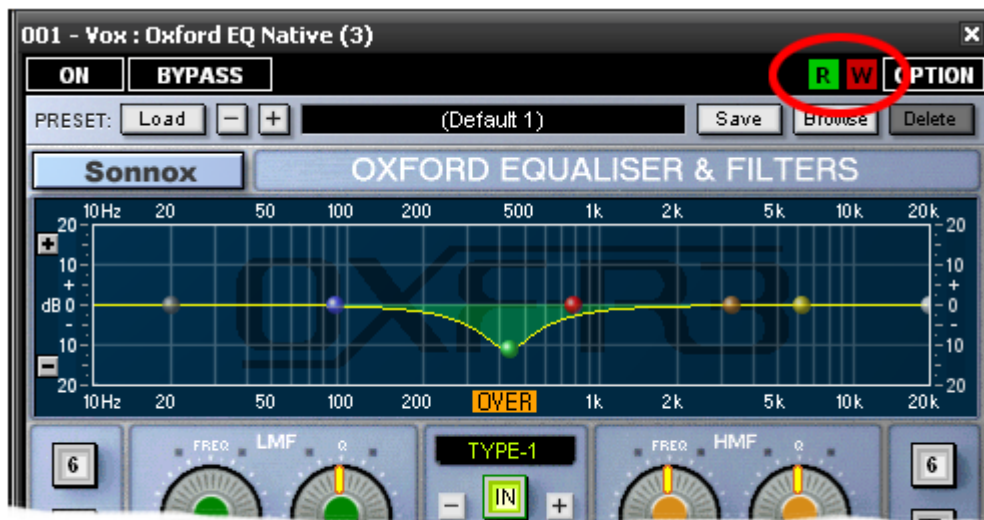 001 - Vox : Oxford EQ Native (3) ×
ON BYPASS R W OPTION
PRESET: Load - + (Default 1) Save Browse Delete
Sonnox OXFORD EQUALISER & FILTERS
10Hz 20 50 100 200 500 1k 2k 5k 10k 20k
20 20
+
10 10
+ +
dB 0 0
- -
10 10
-
20 20
10Hz 20 50 100 200 OVER 1k 2k 5k 10k 20k
FREQ LMF Q TYPE-1 FREQ HMF Q
6 6
- IN +